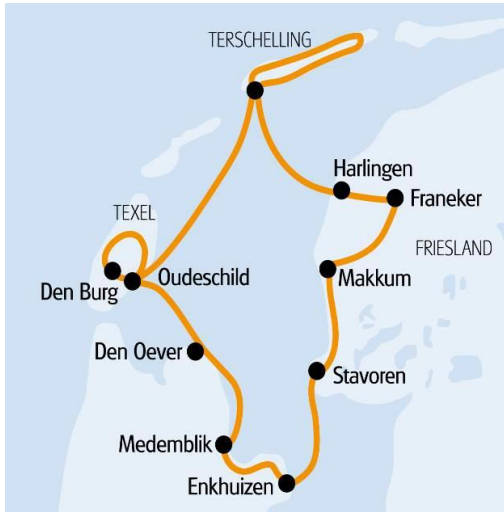 TERSCHELLING
Harlingen
Franeker
TEXEL
FRIESLAND
Oudeschild
Makkum
Den Burg
Den Oever
Stavoren
Medemblik
Enkhuizen